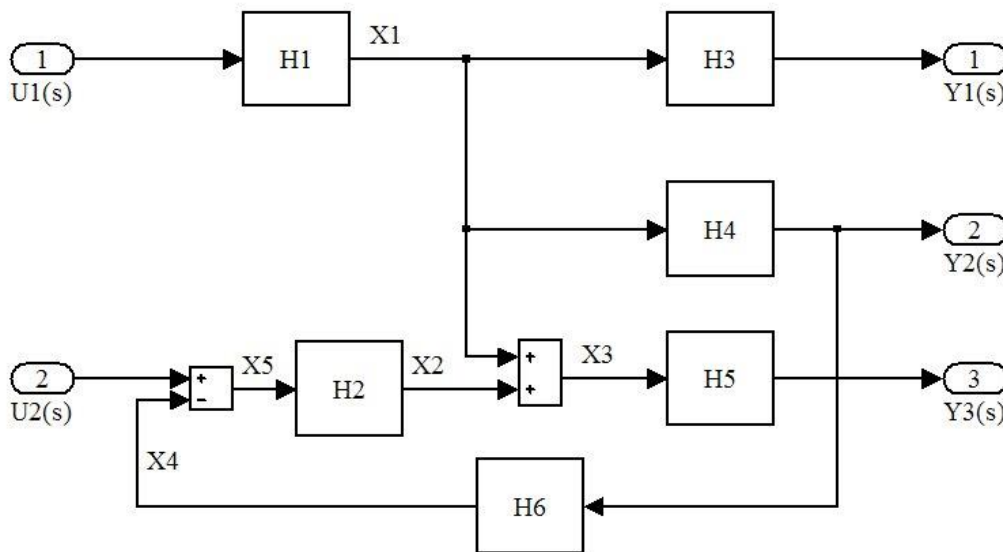 X1
1
H1
H3
1
U1(s)
Y1(s)
H4
2
Y2(s)
X3
+
X5
X2
+
2
+
-
H2
H5
3
U2(s)
Y3(s)
X4
H6